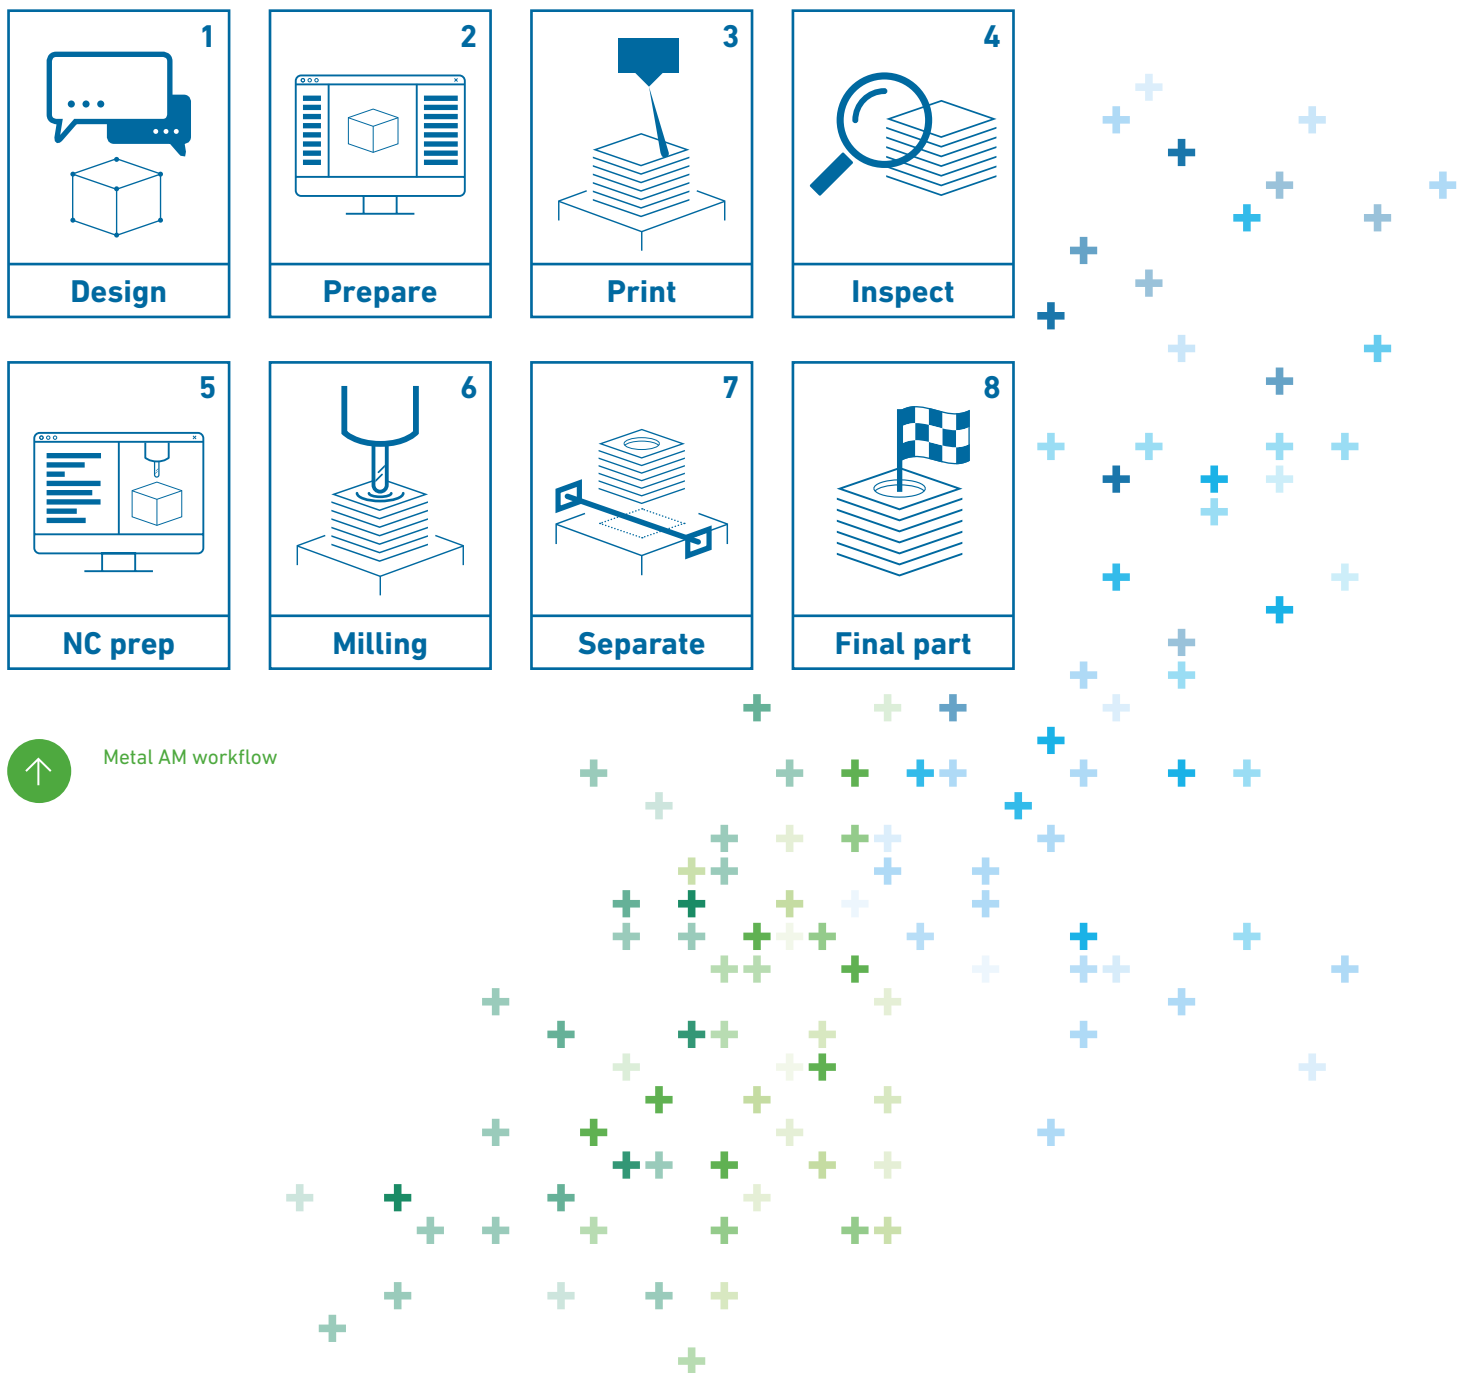 1
Design
2
Prepare
3
Print
4
Inspect
5
NC prep
6
Milling
7
Separate
8
Final part
Metal AM workflow